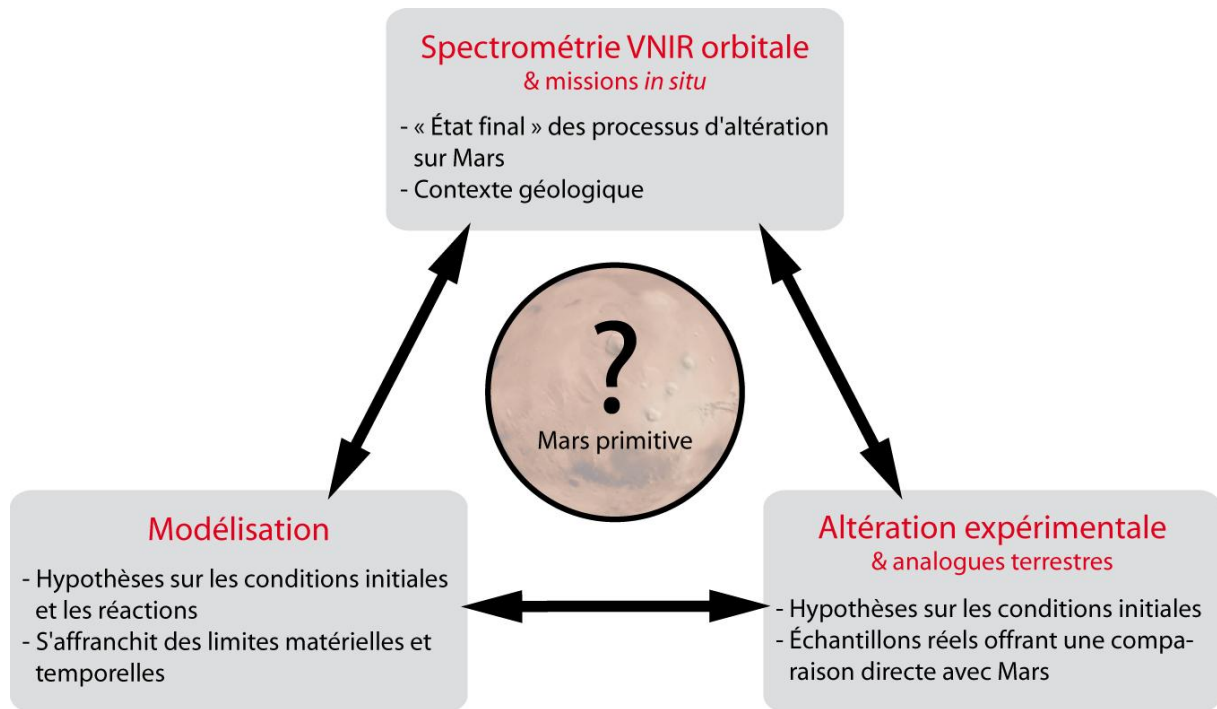 Spectrométrie VNIR orbitale
& missions in situ
- « État final » des processus d'altération
sur Mars
- Contexte géologique
?
Mars primitive
Modélisation
- Hypothèses sur les conditions initiales
et les réactions
- S'affranchit des limites matérielles et
temporelles
Altération expérimentale
& analogues terrestres
- Hypothèses sur les conditions initiales
- Échantillons réels offrant une compa-
raison directe avec Mars